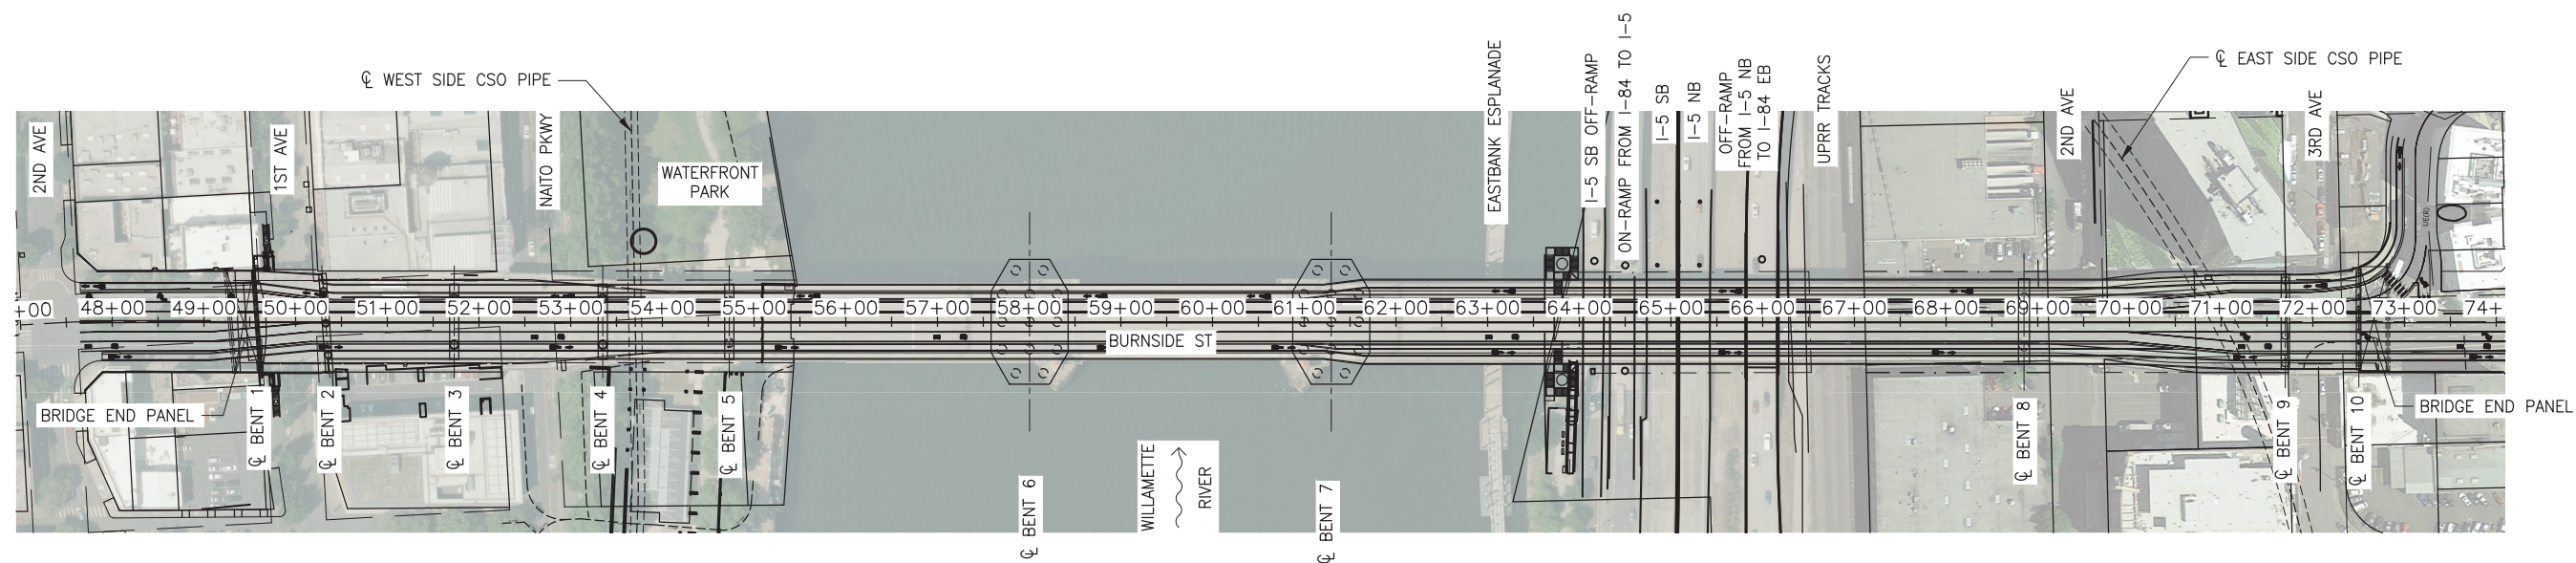 ℄ WEST SIDE CSO PIPE
℄ EAST SIDE CSO PIPE
2ND AVE
1ST AVE
NAITO PKWY
WATERFRONT
PARK
EASTBANK ESPLANADE
I-5 SB OFF-RAMP
ON-RAMP FROM I-84 TO I-5
I-5 SB
I-5 NB
OFF-RAMP
FROM I-5 NB
TO I-84 EB
UPRR TRACKS
2ND AVE
3RD AVE
+00 48+00 49+00 50+00 51+00 52+00 53+00 54+00 55+00 56+00 57+00 58+00 59+00 60+00 61+00 62+00 63+00 64+00 65+00 66+00 67+00 68+00 69+00 70+00 71+00 72+00 73+00 74+
BURNSIDE ST
BRIDGE END PANEL
℄ BENT 1
℄ BENT 2
℄ BENT 3
℄ BENT 4
℄ BENT 5
℄ BENT 6
WILLAMETTE
RIVER
℄ BENT 7
℄ BENT 8
℄ BENT 9
℄ BENT 10
BRIDGE END PANEL